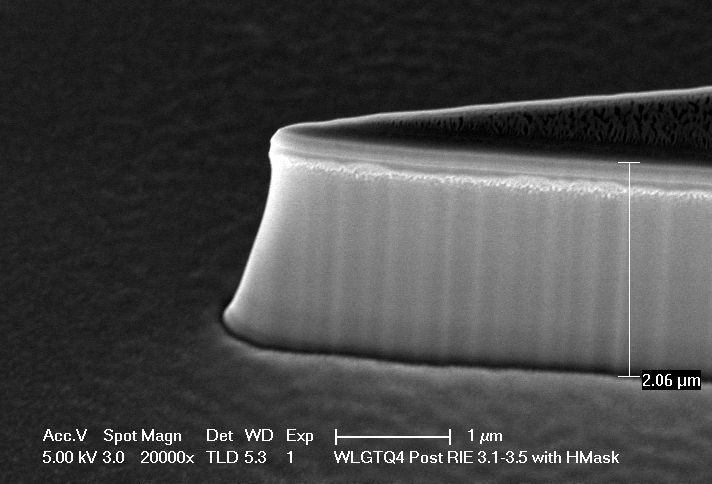 2.06 µm
Acc.V Spot Magn Det WD Exp 1 µm
5.00 kV 3.0 20000x TLD 5.3 1 WLGTQ4 Post RIE 3.1-3.5 with HMask